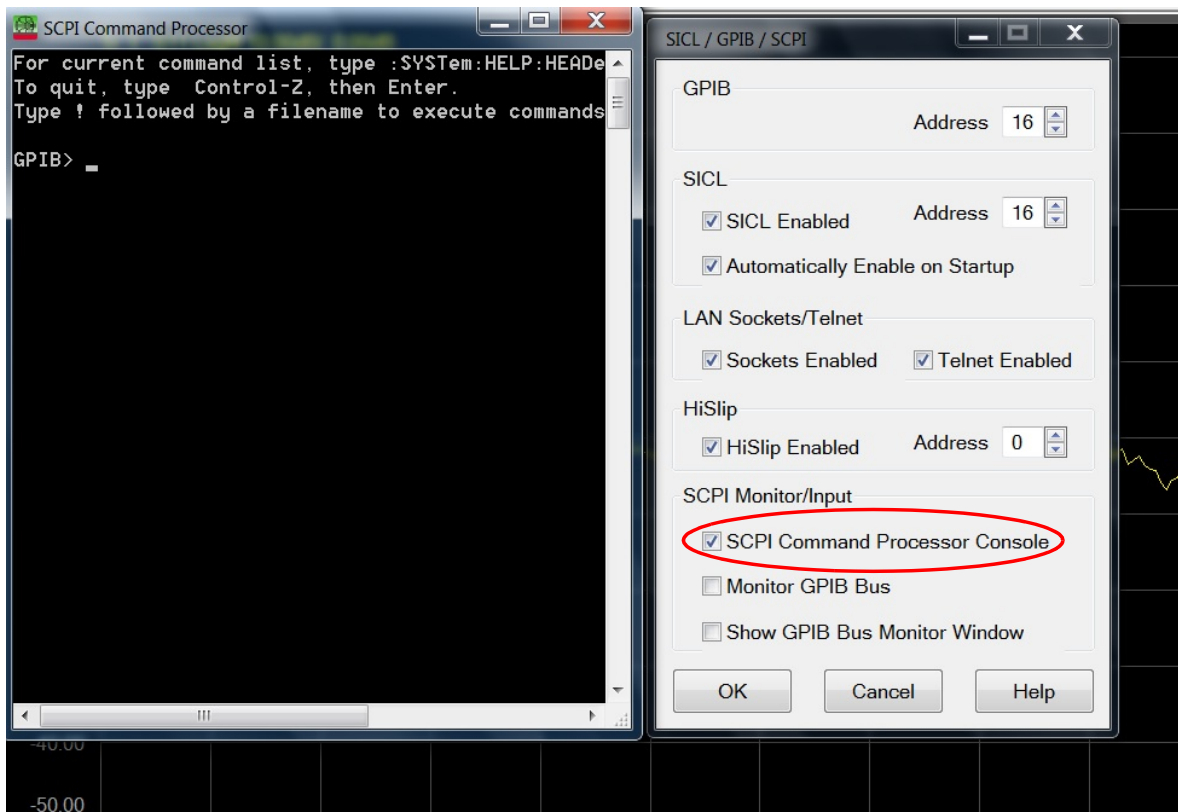 SCPI Command Processor
For current command list, type :SYSTem:HELP:HEADe
To quit, type Control-Z, then Enter.
Type ! followed by a filename to execute commands
GPIB> _
SICL / GPIB / SCPI
GPIB
Address 16
SICL
SICL Enabled Address 16
Automatically Enable on Startup
LAN Sockets/Telnet
Sockets Enabled Telnet Enabled
HiSlip
HiSlip Enabled Address 0
SCPI Monitor/Input
SCPI Command Processor Console
Monitor GPIB Bus
Show GPIB Bus Monitor Window
OK Cancel Help
-40.00
-50.00